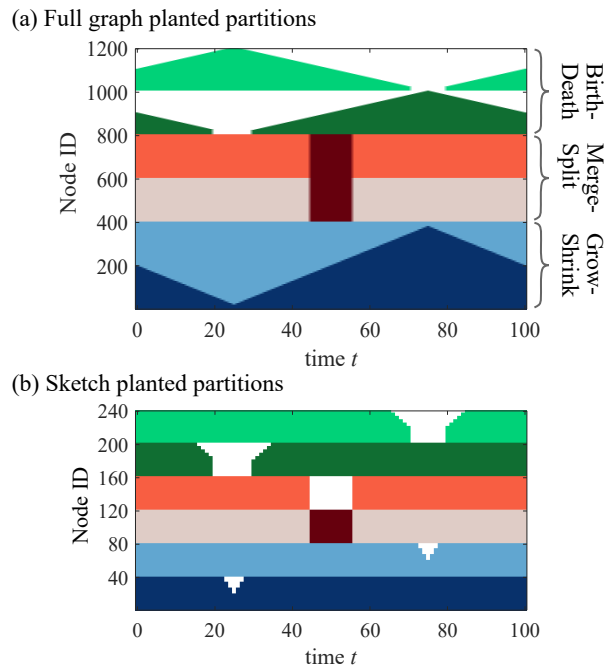 (a) Full graph planted partitions
1200
1000
800
600
400
200
Node ID
0 20 40 60 80 100
time t
Birth-
Death
Merge-
Split
Grow-
Shrink
(b) Sketch planted partitions
240
200
160
120
80
40
Node ID
0 20 40 60 80 100
time t